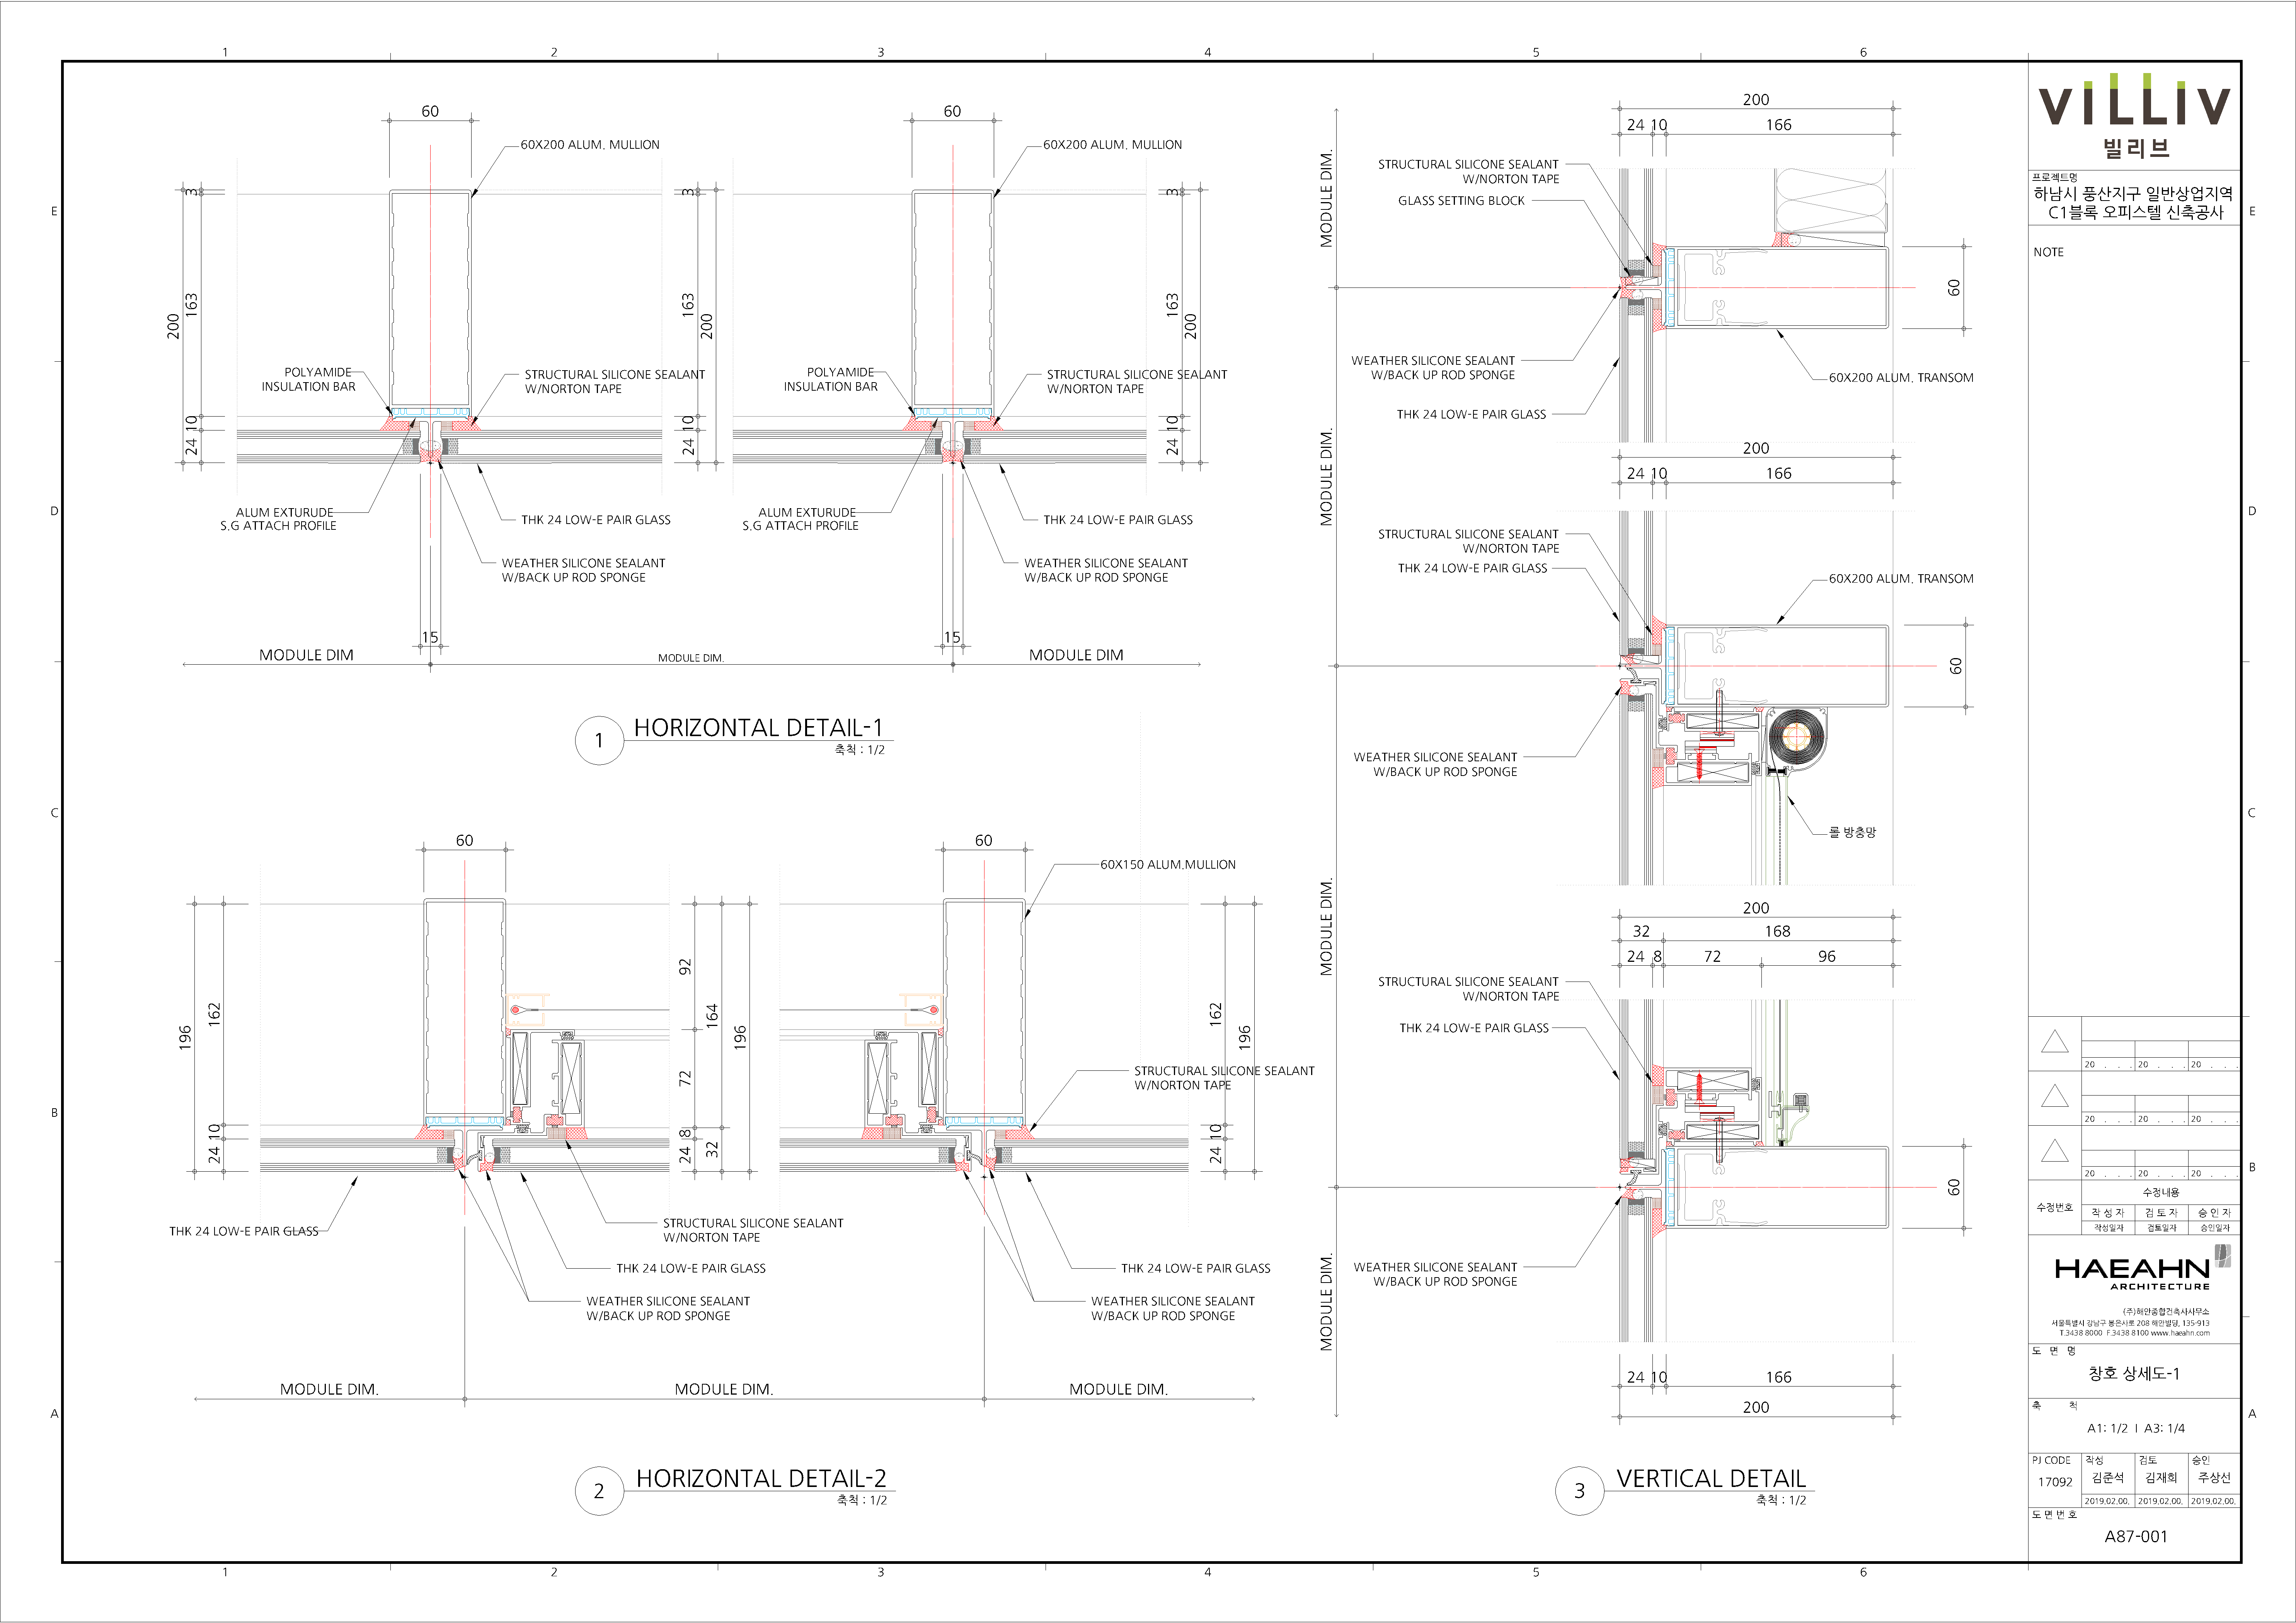 1 2 3 4 5 6
E
D
C
B
A
60
60X200 ALUM. MULLION
3
163
200
10
24
3
163
200
10
24
POLYAMIDE
INSULATION BAR
STRUCTURAL SILICONE SEALANT
W/NORTON TAPE
ALUM EXTURUDE
S.G ATTACH PROFILE
THK 24 LOW-E PAIR GLASS
WEATHER SILICONE SEALANT
W/BACK UP ROD SPONGE
15
60
60X200 ALUM. MULLION
3
163
200
10
24
POLYAMIDE
INSULATION BAR
STRUCTURAL SILICONE SEALANT
W/NORTON TAPE
ALUM EXTURUDE
S.G ATTACH PROFILE
THK 24 LOW-E PAIR GLASS
WEATHER SILICONE SEALANT
W/BACK UP ROD SPONGE
15
MODULE DIM
MODULE DIM.
MODULE DIM
1
HORIZONTAL DETAIL-1
축척 : 1/2
60
196
162
10
24
92
164
196
72
8
24
32
60
60X150 ALUM.MULLION
162
196
10
24
STRUCTURAL SILICONE SEALANT
W/NORTON TAPE
THK 24 LOW-E PAIR GLASS
STRUCTURAL SILICONE SEALANT
W/NORTON TAPE
THK 24 LOW-E PAIR GLASS
WEATHER SILICONE SEALANT
W/BACK UP ROD SPONGE
THK 24 LOW-E PAIR GLASS
WEATHER SILICONE SEALANT
W/BACK UP ROD SPONGE
MODULE DIM.
MODULE DIM.
MODULE DIM.
2
HORIZONTAL DETAIL-2
축척 : 1/2
200
24 10 166
MODULE DIM.
STRUCTURAL SILICONE SEALANT
W/NORTON TAPE
GLASS SETTING BLOCK
60
WEATHER SILICONE SEALANT
W/BACK UP ROD SPONGE
60X200 ALUM. TRANSOM
THK 24 LOW-E PAIR GLASS
MODULE DIM.
200
24 10 166
STRUCTURAL SILICONE SEALANT
W/NORTON TAPE
THK 24 LOW-E PAIR GLASS
60X200 ALUM. TRANSOM
60
WEATHER SILICONE SEALANT
W/BACK UP ROD SPONGE
롤 방충망
MODULE DIM.
200
32 168
24 8 72 96
STRUCTURAL SILICONE SEALANT
W/NORTON TAPE
THK 24 LOW-E PAIR GLASS
60
WEATHER SILICONE SEALANT
W/BACK UP ROD SPONGE
MODULE DIM.
24 10 166
200
3
VERTICAL DETAIL
축척 : 1/2
VILLIV
빌리브
프로젝트명
하남시 풍산지구 일반상업지역
C1블록 오피스텔 신축공사
NOTE
20 . . . 20 . . . 20 . . .
20 . . . 20 . . . 20 . . .
20 . . . 20 . . . 20 . . .
수정번호
수정내용
작 성 자 검 토 자 승 인 자
작성일자 검토일자 승인일자
HAEAHN
ARCHITECTURE
(주)해안종합건축사사무소
서울특별시 강남구 봉은사로 208 해안빌딩, 135-913
T.3438 8000 F.3438 8100 www.haeahn.com
도 면 명
창호 상세도-1
축 척
A1: 1/2 I A3: 1/4
PJ CODE 작성 검토 승인
17092 김준석 김재희 주상선
2019.02.00. 2019.02.00. 2019.02.00.
도 면 번 호
A87-001
E
D
C
B
A
1 2 3 4 5 6